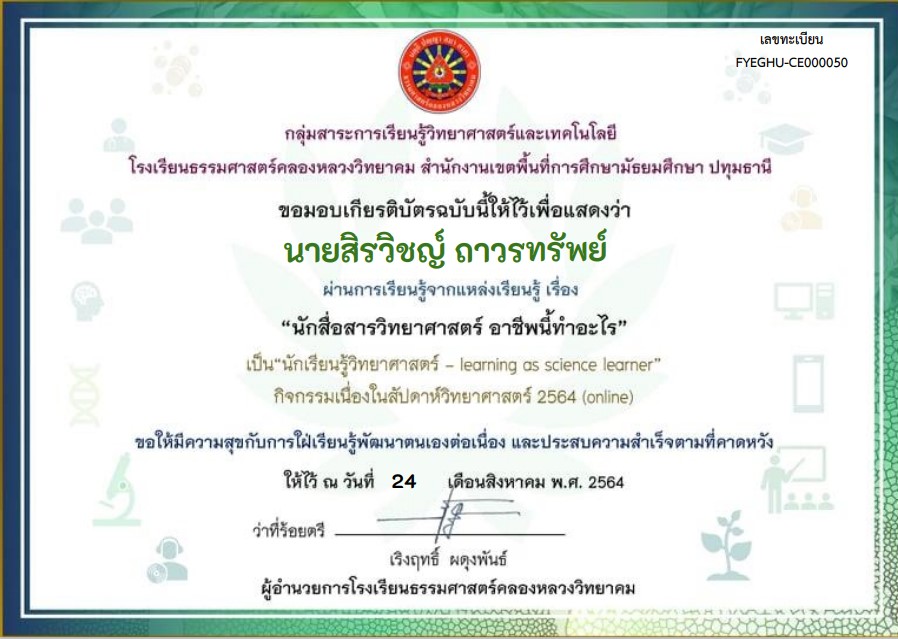 เลขทะเบียน
FYEGHU-CE000050
กลุ่มสาระการเรียนรู้วิทยาศาสตร์และเทคโนโลยี
โรงเรียนธรรมศาสตร์คลองหลวงวิทยาคม สำนักงานเขตพื้นที่การศึกษามัธยมศึกษา ปทุมธานี
ขอมอบเกียรติบัตรฉบับนี้ให้ไว้เพื่อแสดงว่า
นายสิรวิชญ์ ถาวรทรัพย์
ผ่านการเรียนรู้จากแหล่งเรียนรู้ เรื่อง
“นักสื่อสารวิทยาศาสตร์ อาชีพนี้ทำอะไร”
เป็น“นักเรียนรู้วิทยาศาสตร์ – learning as science learner”
กิจกรรมเนื่องในสัปดาห์วิทยาศาสตร์ 2564 (online)
ขอให้มีความสุขกับการใฝ่เรียนรู้พัฒนาตนเองต่อเนื่อง และประสบความสำเร็จตามที่คาดหวัง
ให้ไว้ ณ วันที่ 24 เดือนสิงหาคม พ.ศ. 2564
ว่าที่ร้อยตรี
เริงฤทธิ์ ผดุงพันธ์
ผู้อำนวยการโรงเรียนธรรมศาสตร์คลองหลวงวิทยาคม